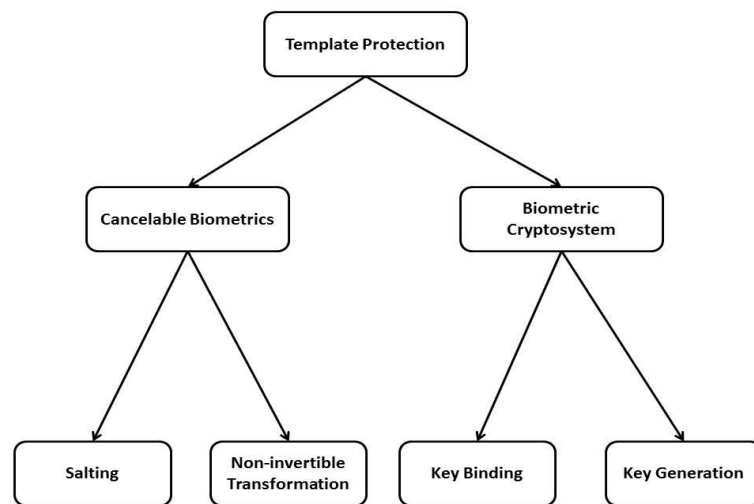 Template Protection
Cancelable Biometrics
Biometric
Cryptosystem
Salting
Non-invertible
Transformation
Key Binding
Key Generation